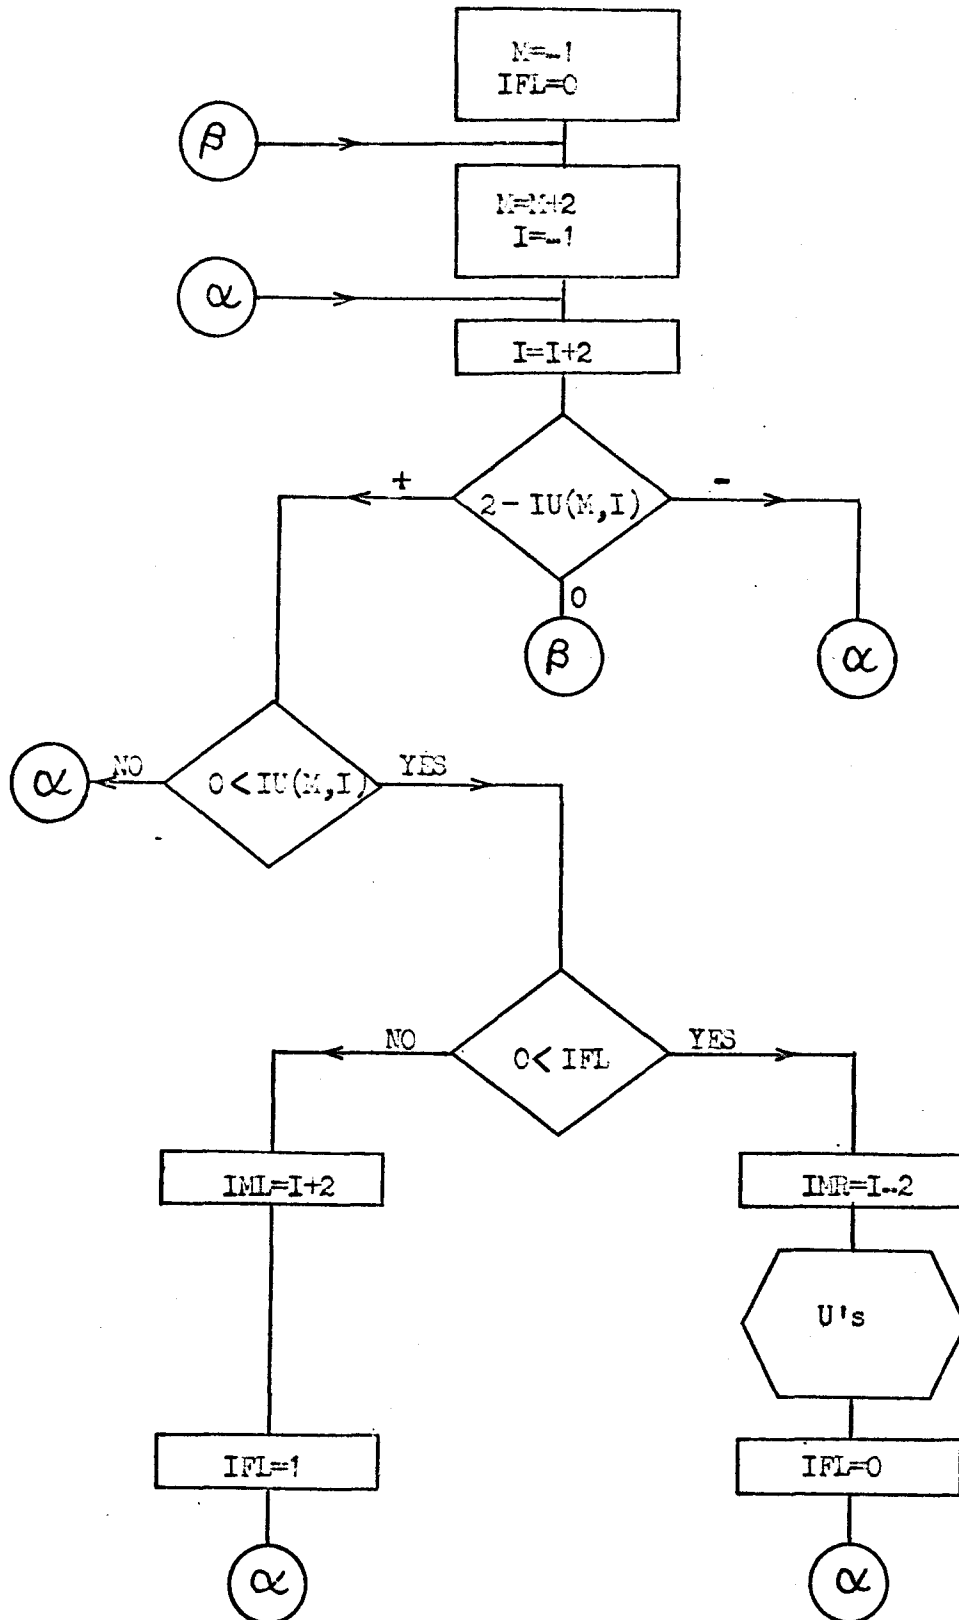 M=-1
IFL=0
β
M=M+2
I=-1
α
I=I+2
+
-
2- IU(M,I)
0
β
α
α
NO
0<IU(M,I)
YES
NO
0<IFL
YES
IML=I+2
IMR=I-2
U's
IFL=1
IFL=0
α
α